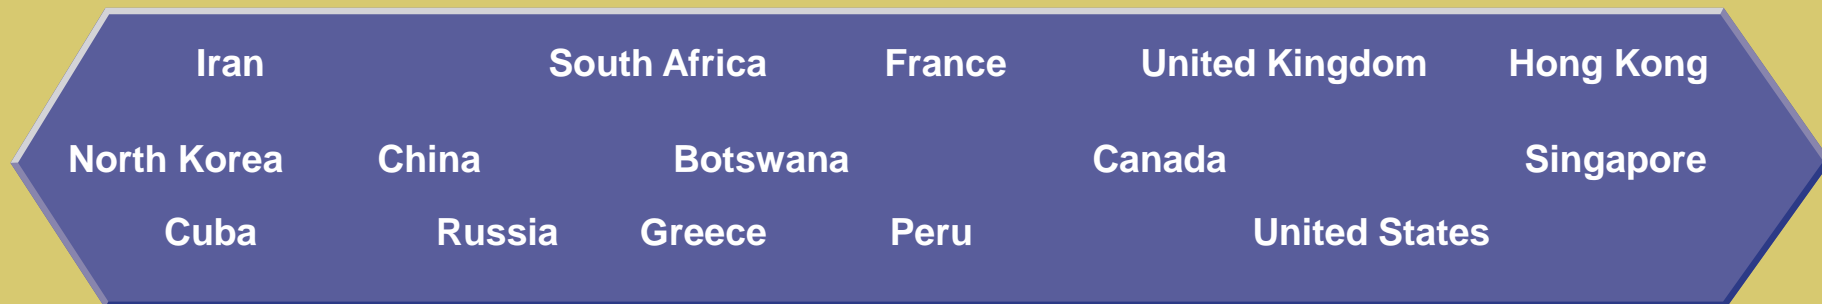 Iran South Africa France United Kingdom Hong Kong
North Korea China Botswana Canada Singapore
Cuba Russia Greece Peru United States